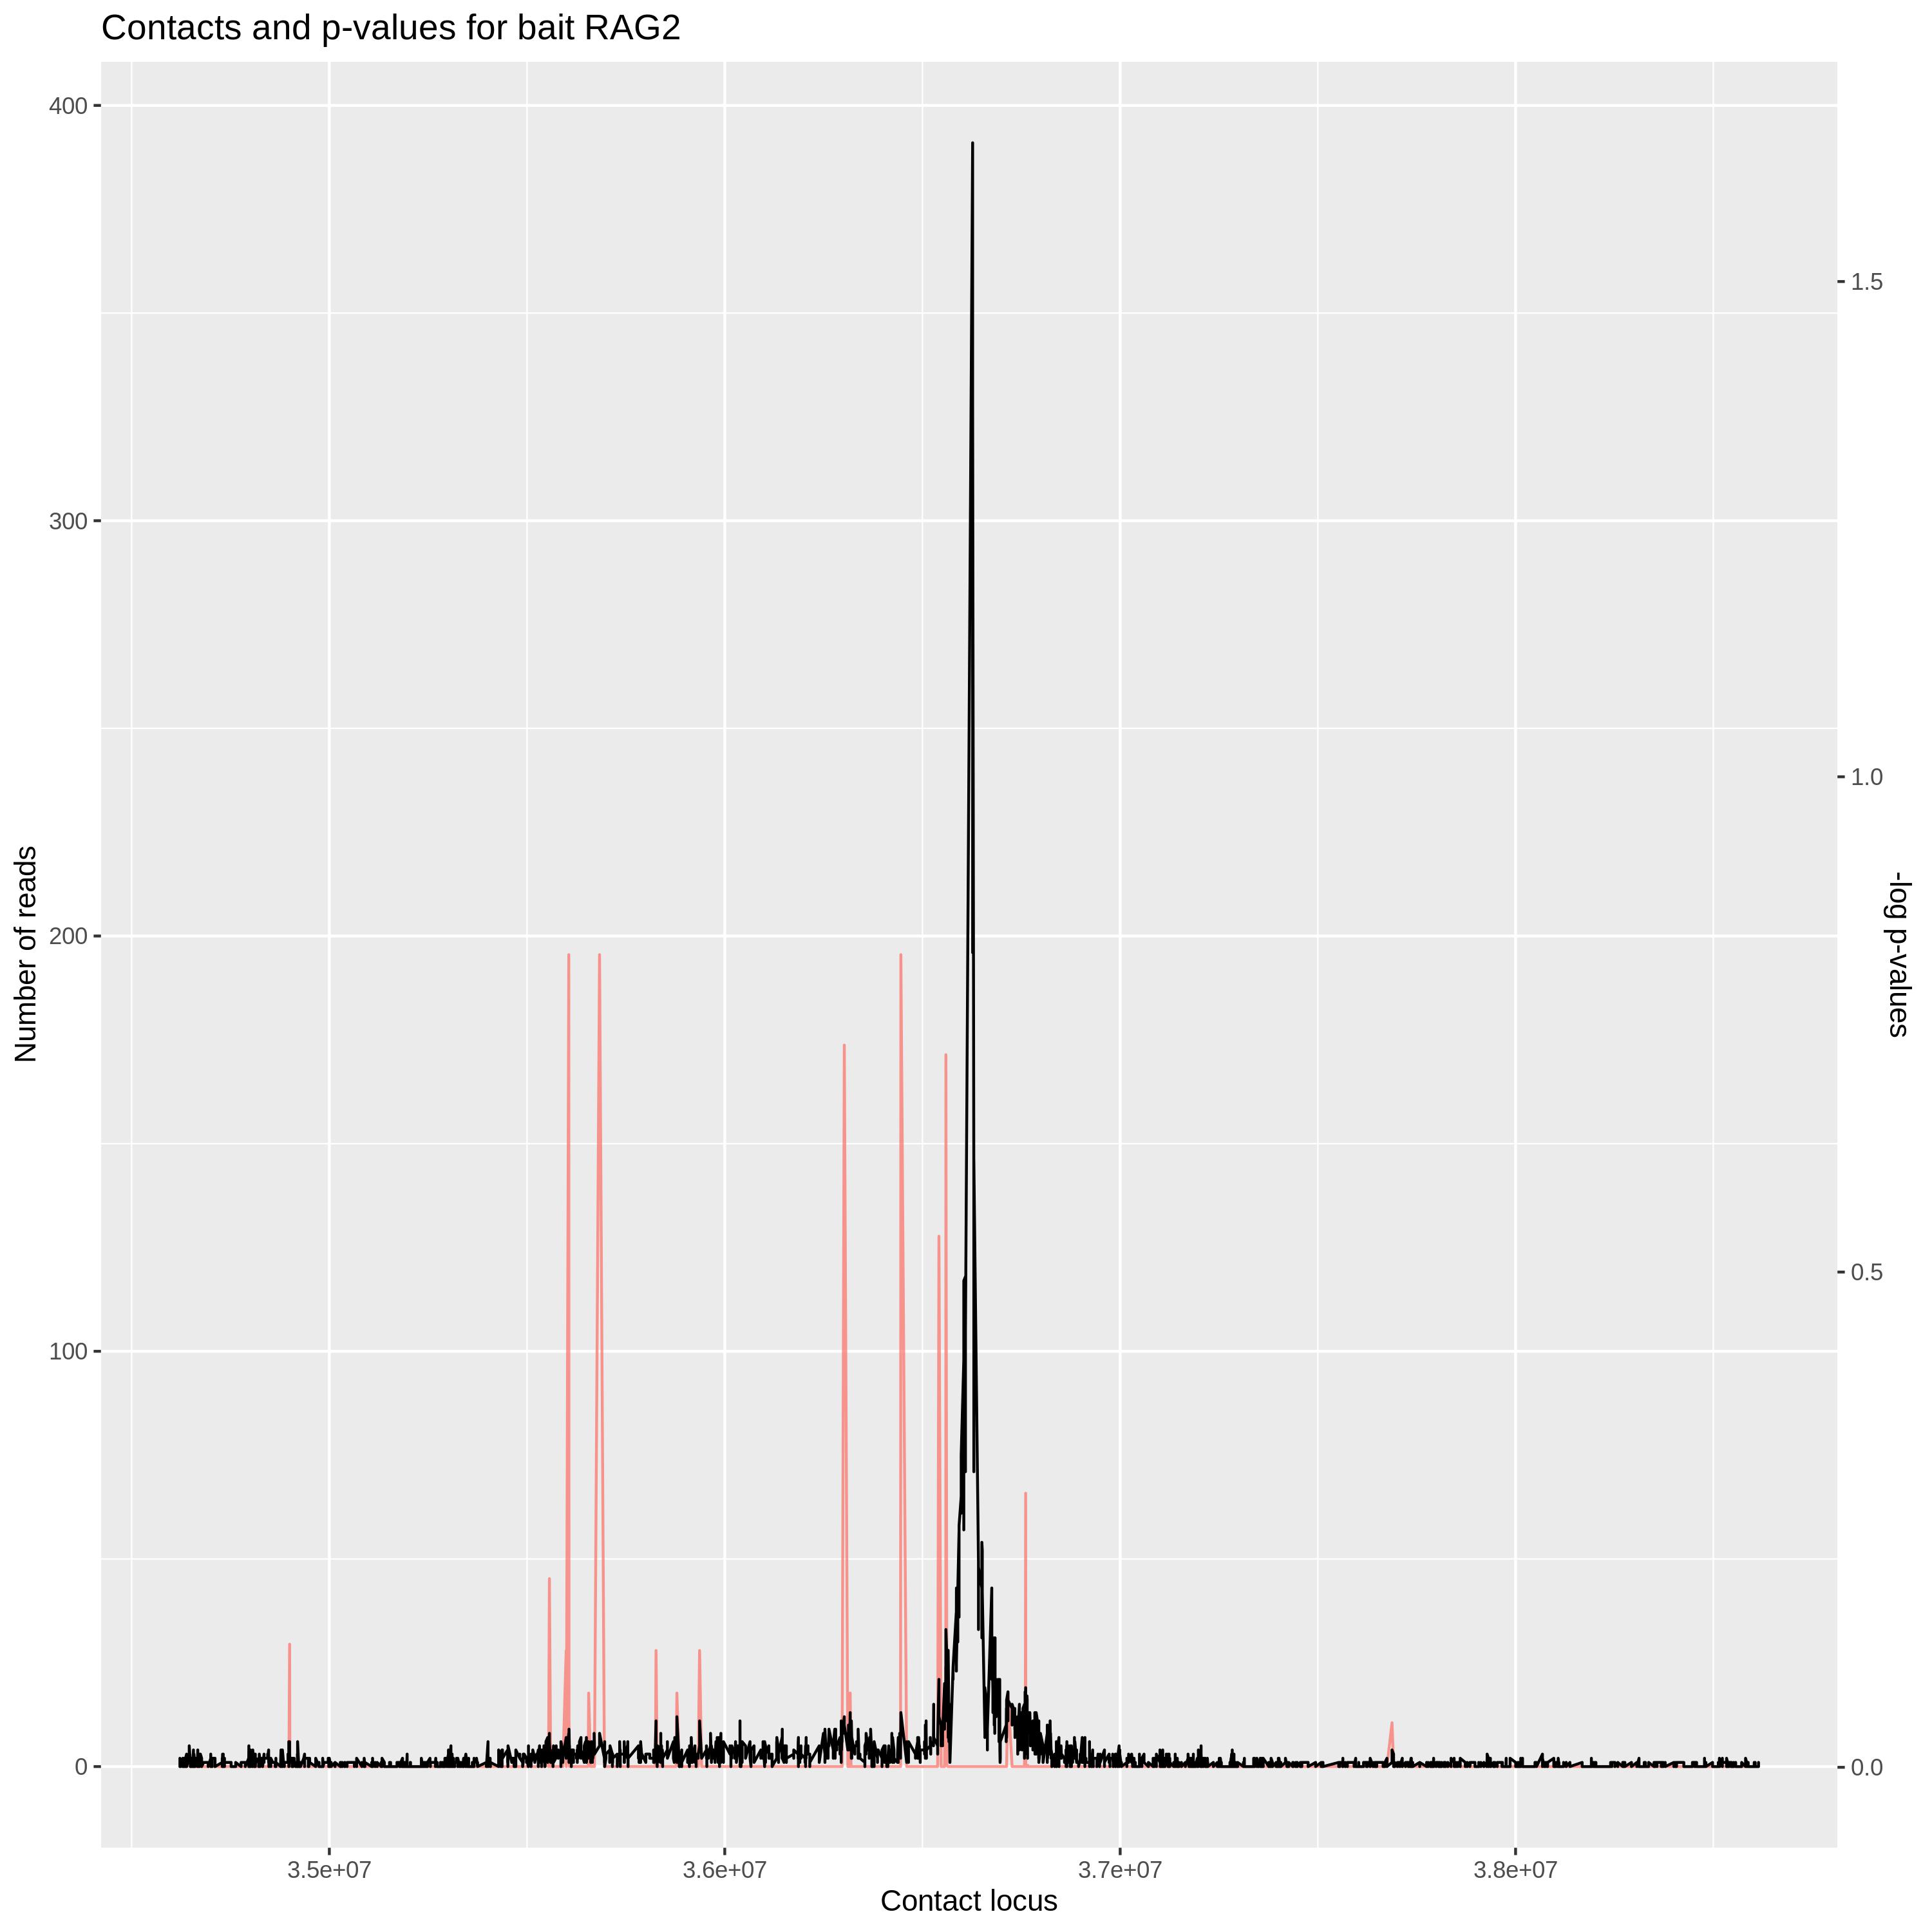 Contacts and p-values for bait RAG2
400
300
200
100
0
Number of reads
1.5
1.0
0.5
0.0
-log p-values
3.5e+07
3.6e+07
3.7e+07
3.8e+07
Contact locus